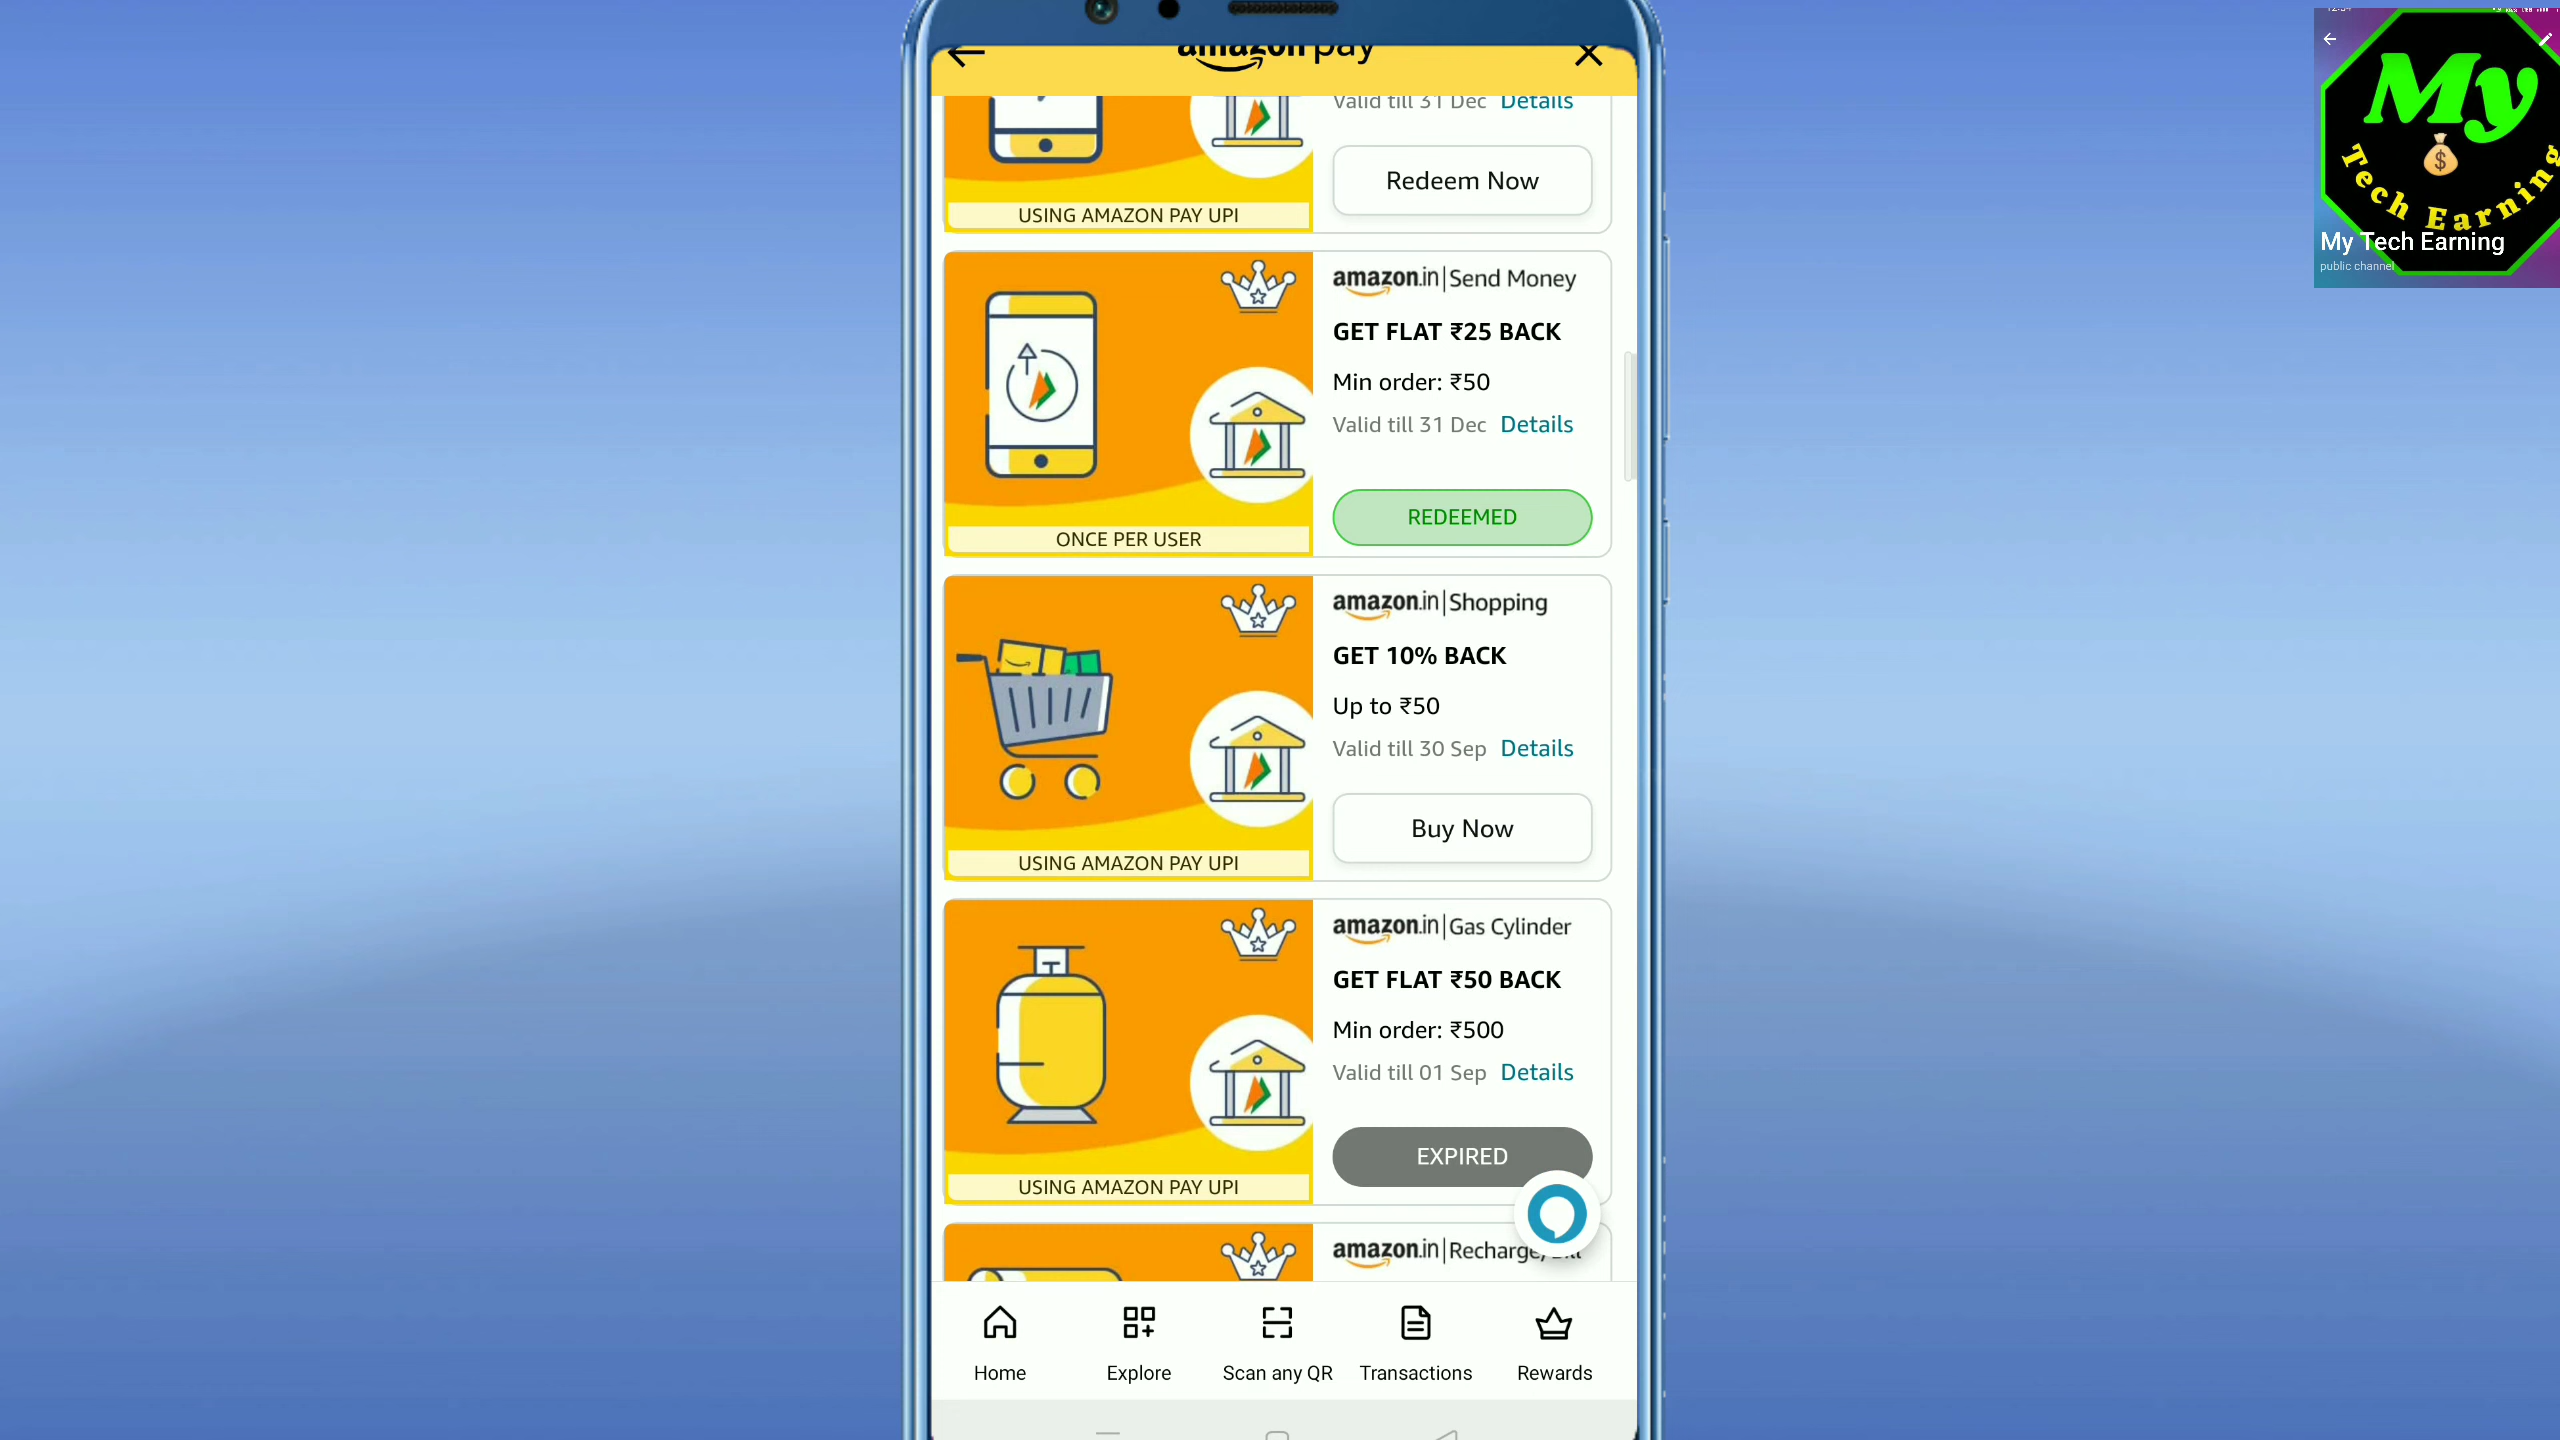 amazon pay
Valid till 31 Dec Details
Redeem Now
USING AMAZON PAY UPI
amazon.in|Send Money
GET FLAT ₹25 BACK
Min order: ₹50
Valid till 31 Dec Details
REDEEMED
ONCE PER USER
amazon.in|Shopping
GET 10% BACK
Up to ₹50
Valid till 30 Sep Details
Buy Now
USING AMAZON PAY UPI
amazon.in|Gas Cylinder
GET FLAT ₹50 BACK
Min order: ₹500
Valid till 01 Sep Details
EXPIRED
USING AMAZON PAY UPI
amazon.in|Recharge/
Home
Explore
Scan any QR
Transactions
Rewards
My
Tech Earning
My Tech Earning
public channel